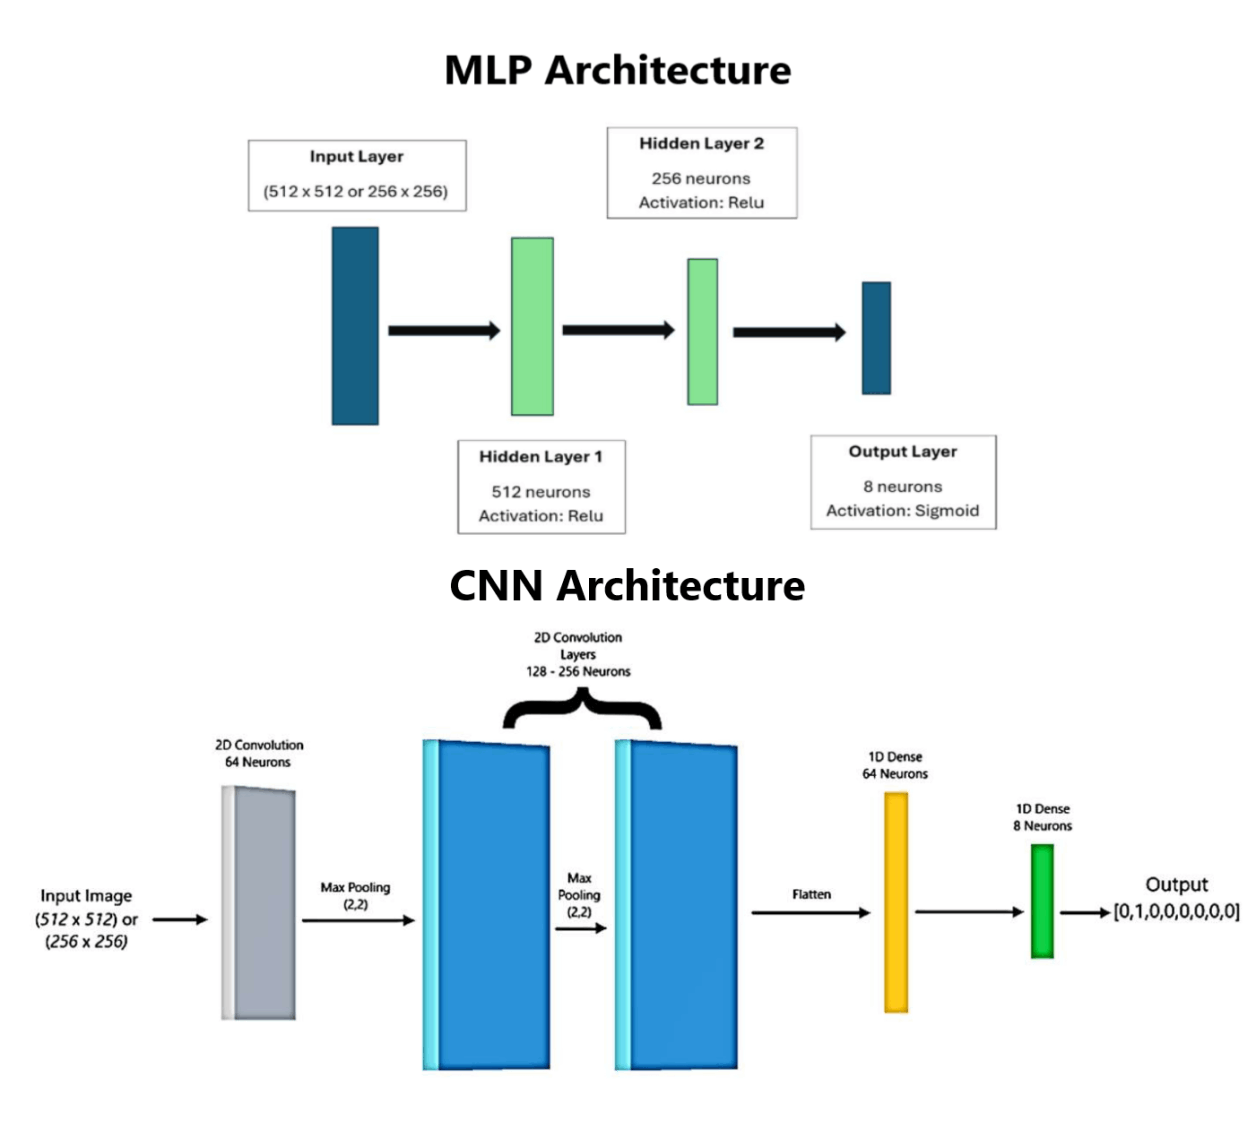 MLP Architecture
Input Layer
(512 x 512 or 256 x 256)
Hidden Layer 2
256 neurons
Activation: Relu
Hidden Layer 1
512 neurons
Activation: Relu
Output Layer
8 neurons
Activation: Sigmoid
CNN Architecture
2D Convolution
Layers
128 - 256 Neurons
2D Convolution
64 Neurons
1D Dense
64 Neurons
1D Dense
8 Neurons
Input Image
(512 x 512) or
(256 x 256)
Max Pooling
(2,2)
Max
Pooling
(2,2)
Flatten
Output
[0,1,0,0,0,0,0,0]